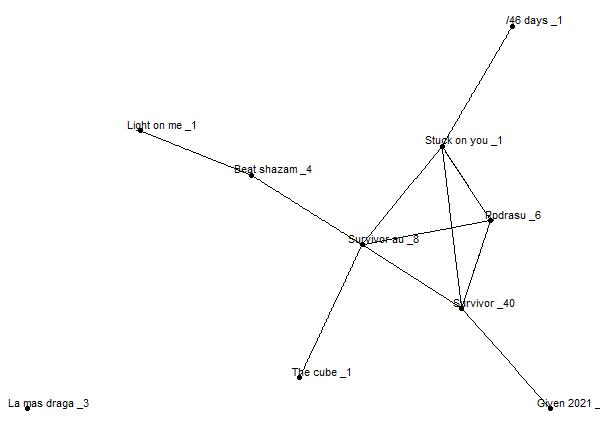 /46 days _1
Light on me _1
Stuck on you _1
Beat shazam _4
Rodrasu _6
Survivor au _8
Survivor _40
The cube _1
La mas draga _3
Given 2021 _